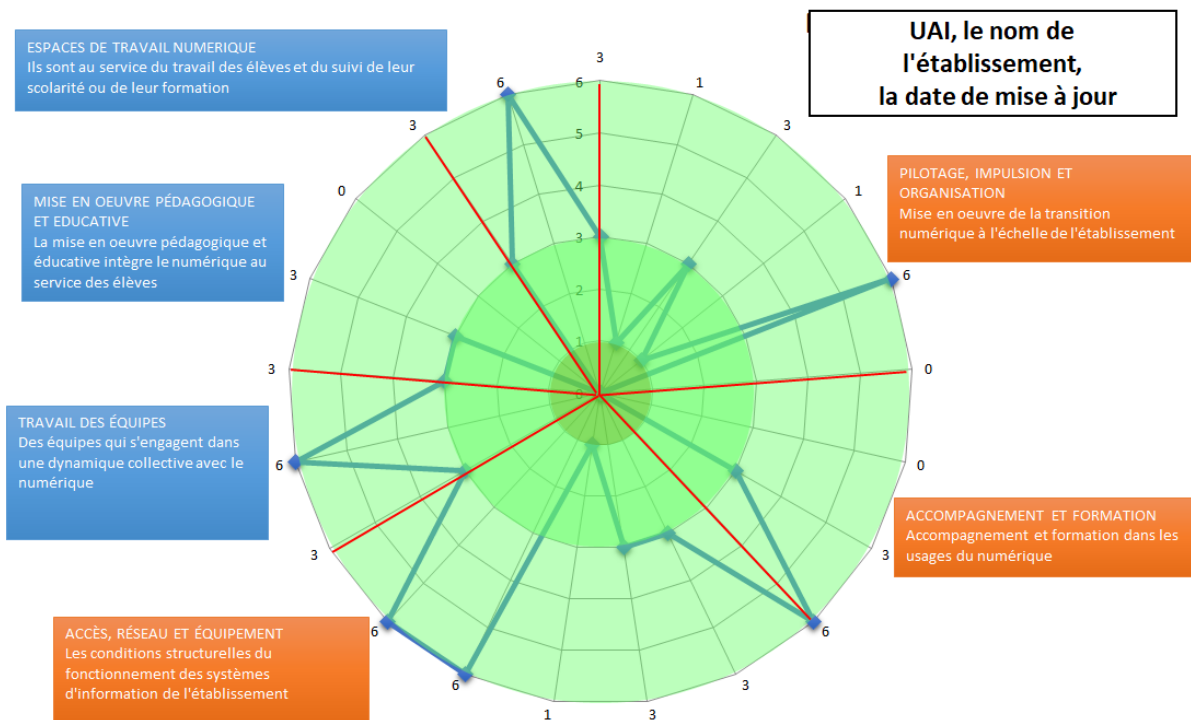 UAI, le nom de
l'établissement,
la date de mise à jour
ESPACES DE TRAVAIL NUMERIQUE
Ils sont au service du travail des élèves et du suivi de leur
scolarité ou de leur formation
MISE EN OEUVRE PÉDAGOGIQUE
ET EDUCATIVE
La mise en oeuvre pédagogique et
éducative intègre le numérique au
service des élèves
TRAVAIL DES ÉQUIPES
Des équipes qui s'engagent dans
une dynamique collective avec le
numérique
ACCÈS, RÉSEAU ET ÉQUIPEMENT
Les conditions structurelles du
fonctionnement des systèmes
d'information de l'établissement
PILOTAGE, IMPULSION ET
ORGANISATION
Mise en oeuvre de la transition
numérique à l'échelle de l'établissement
ACCOMPAGNEMENT ET FORMATION
Accompagnement et formation dans les
usages du numérique
3
1
3
1
6
0
0
3
6
3
3
1
6
6
3
6
3
3
0
3
6
6
5
4
3
2
1
0